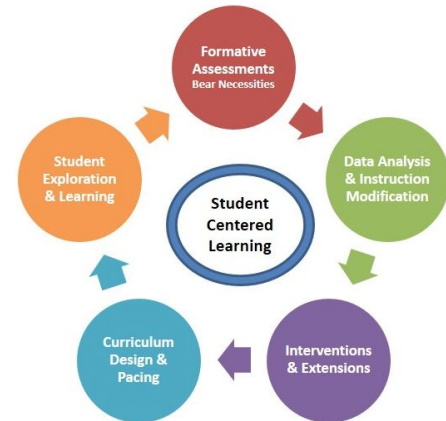 Formative
Assessments
Bear Necessities
Data Analysis
& Instruction
Modification
Interventions
& Extensions
Curriculum
Design &
Pacing
Student
Exploration
& Learning
Student
Centered
Learning